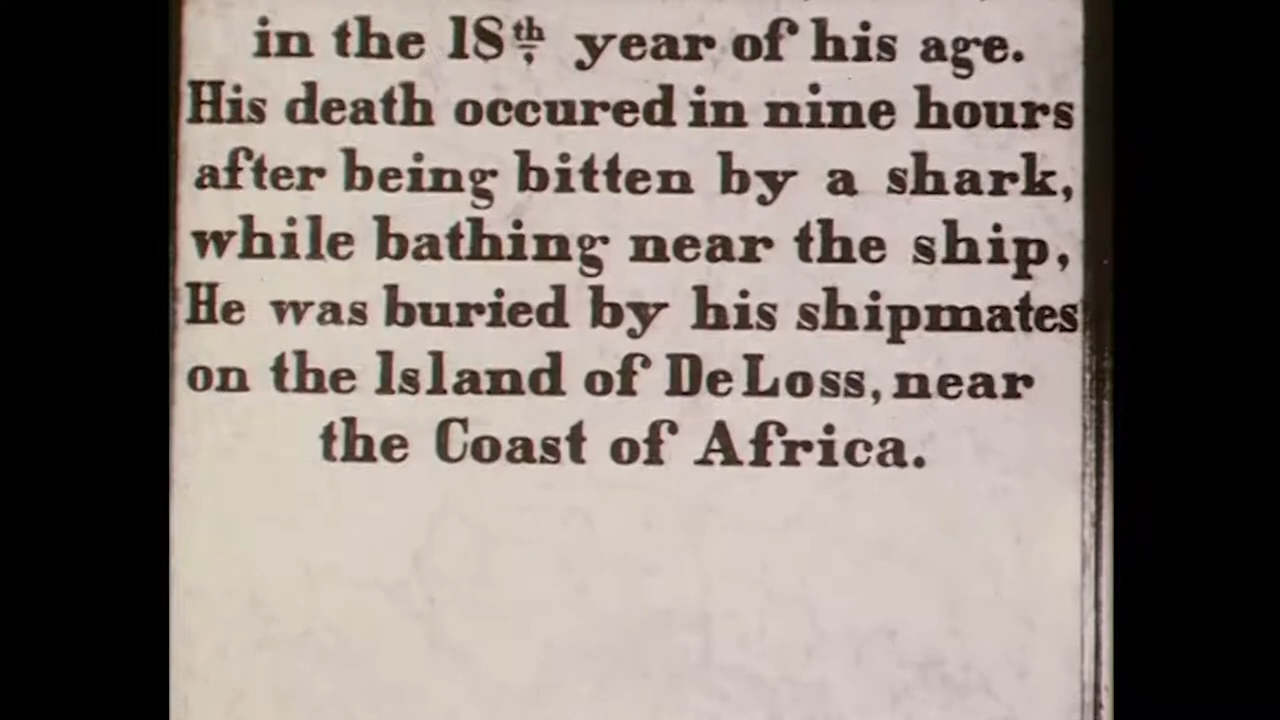 in the 18th year of his age.
His death occured in nine hours
after being bitten by a shark,
while bathing near the ship,
He was buried by his shipmates
on the Island of De Loss, near
the Coast of Africa.